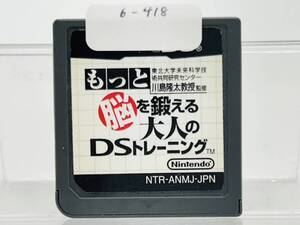 6-418
もっと
東北大学未来科学技
術共同研究センター
川島隆太教授 監修
脳を鍛える
大人の
DSトレーニング™
Nintendo
NTR-ANMJ-JPN